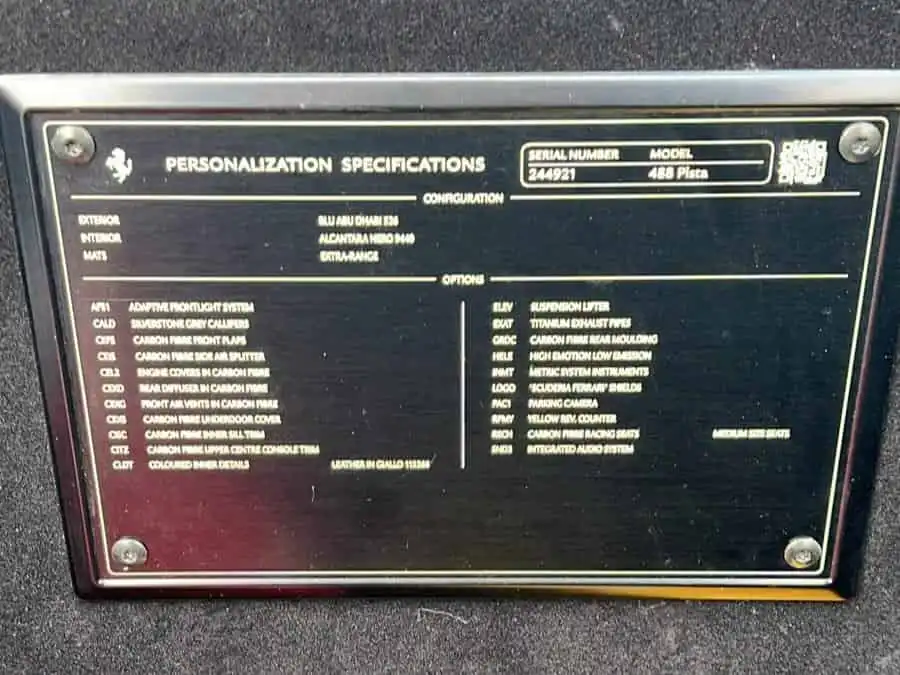 PERSONALIZATION SPECIFICATIONS
SERIAL NUMBER MODEL
244921 488 Pista
CONFIGURATION
EXTERIOR BLU ABU DHABI 526
INTERIOR ALCANTARA NERO 9440
MATS EXTRA-RANGE
OPTIONS
AFS1 ADAPTIVE FRONTLIGHT SYSTEM
CALD SILVERSTONE GREY CALLIPERS
CXFS CARBON FIBRE FRONT FLAPS
CARBON FIBRE SIDE AIR SPLITTER
CEL2 ENGINE COVERS IN CARBON FIBRE
CEXD REAR DIFFUSER IN CARBON FIBRE
FRONT AIR VENTS IN CARBON FIBRE
CARBON FIBRE UNDERDOOR COVER
CISC CARBON FIBRE INNER SILL TRIM
CITZ CARBON FIBRE UPPER CENTRE CONSOLE TRIM
CLDT COLOURED INNER DETAILS LEATHER IN GIALLO
ELEV SUSPENSION LIFTER
EXAT TITANIUM EXHAUST PIPES
GRDC CARBON FIBRE REAR MOULDING
HELE HIGH EMOTION LOW EMISSION
INMT METRIC SYSTEM INSTRUMENTS
LOGO "SCUDERIA FERRARI" SHIELDS
PAC1 PARKING CAMERA
RPMY YELLOW REV. COUNTER
RECH CARBON FIBRE RACING SEATS MEDIUM SIZE SEATS
SND3 INTEGRATED AUDIO SYSTEM